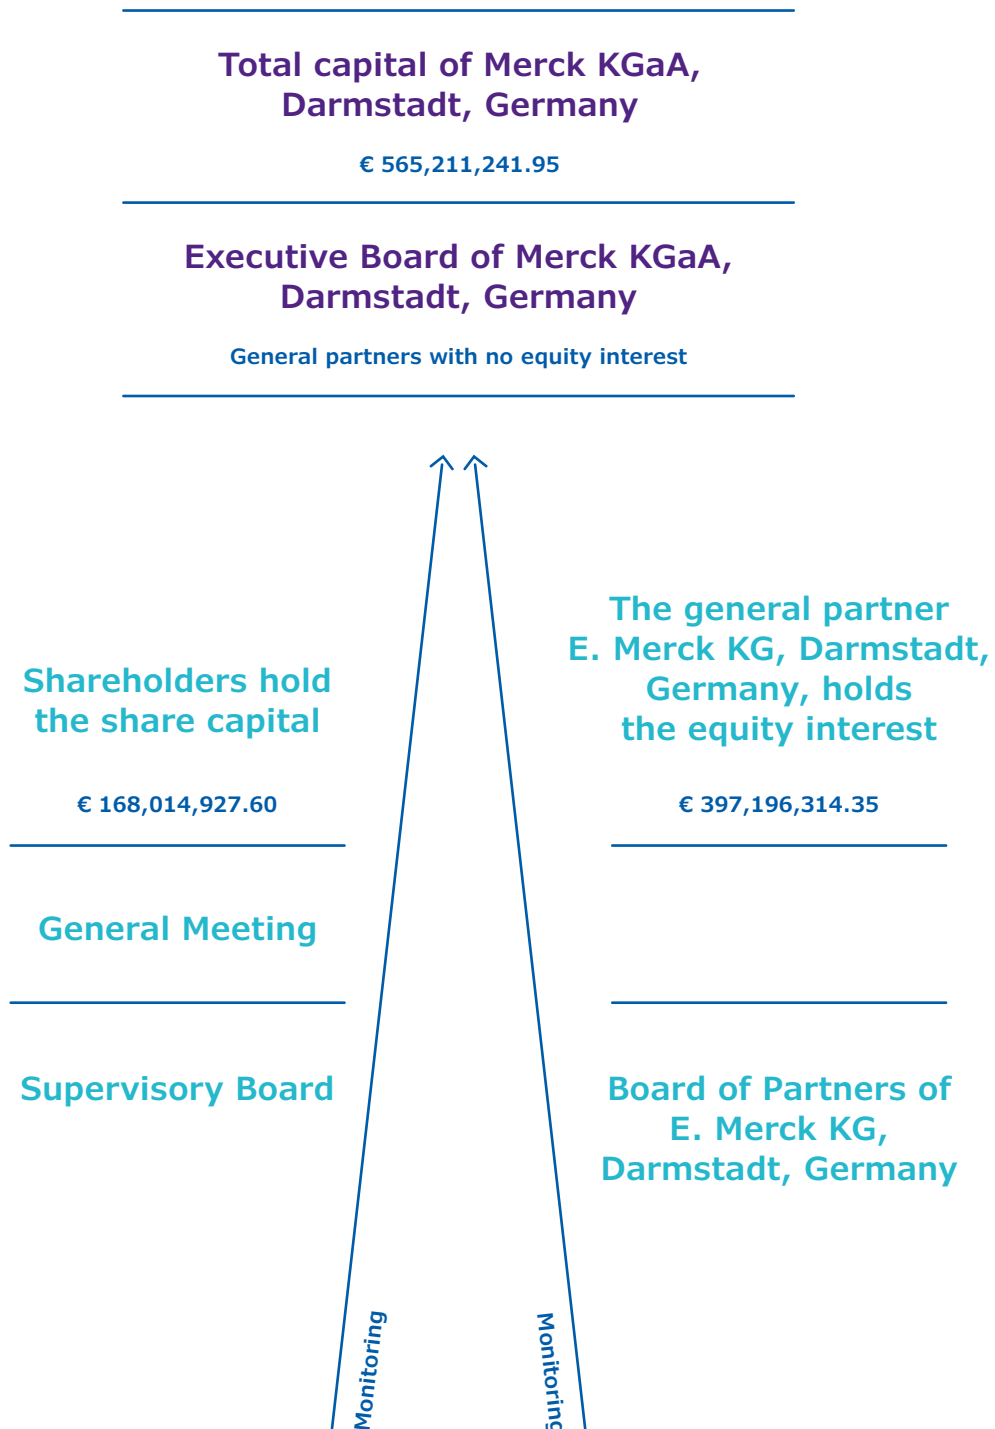 Total capital of Merck KGaA,
Darmstadt, Germany
€ 565,211,241.95
Executive Board of Merck KGaA,
Darmstadt, Germany
General partners with no equity interest
Shareholders hold
the share capital
€ 168,014,927.60
General Meeting
Supervisory Board
The general partner
E. Merck KG, Darmstadt,
Germany, holds
the equity interest
€ 397,196,314.35
Board of Partners of
E. Merck KG,
Darmstadt, Germany
Monitoring
Monitoring